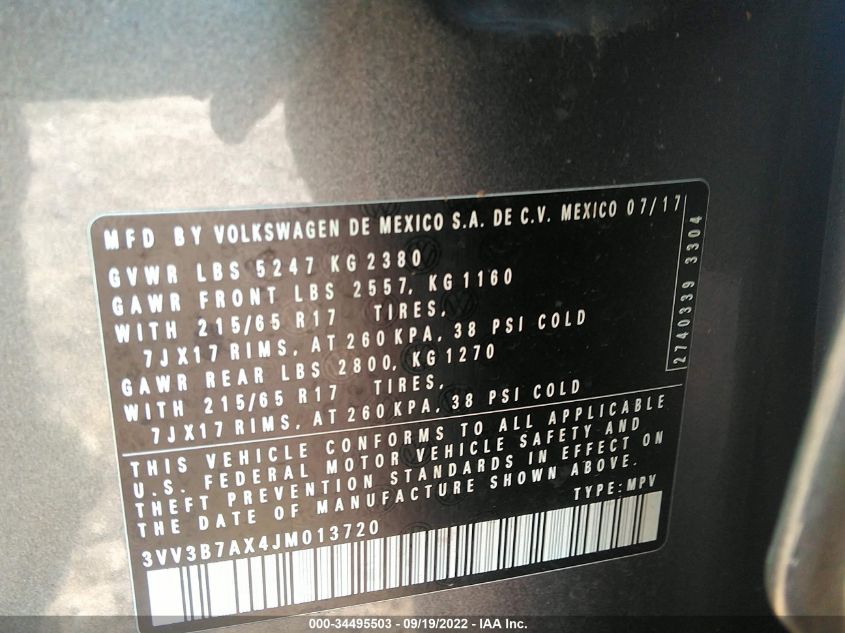 MFD BY VOLKSWAGEN DE MEXICO S.A. DE C.V. MEXICO 07/17
GVWR LBS 5247 KG 2380
GAWR FRONT LBS 2557, KG 1160
WITH 215/65 R17 TIRES,
7JX17 RIMS, AT 260 KPA, 38 PSI COLD
GAWR REAR LBS 2800, KG 1270
WITH 215/65 R17 TIRES,
7JX17 RIMS, AT 260 KPA, 38 PSI COLD
2740339 3304
THIS VEHICLE CONFORMS TO ALL APPLICABLE
U.S. FEDERAL MOTOR VEHICLE SAFETY AND
THEFT PREVENTION STANDARDS IN EFFECT ON
THE DATE OF MANUFACTURE SHOWN ABOVE.
3VV3B7AX4JM013720 TYPE: MPV
000-34495503 - 09/19/2022 - IAA Inc.